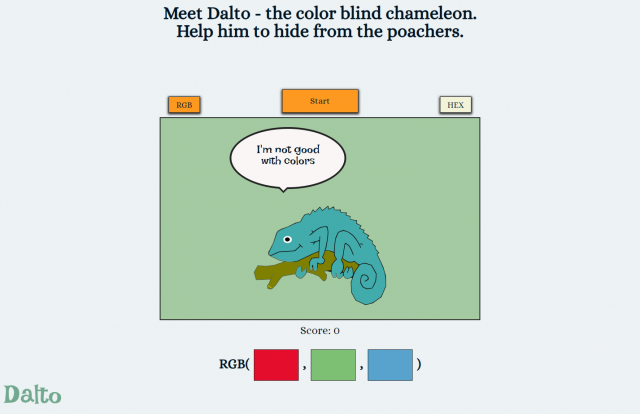 Meet Dalto - the color blind chameleon.
Help him to hide from the poachers.
RGB
Start
HEX
I'm not good
with colors
Score: 0
RGB( , , )
Dalto